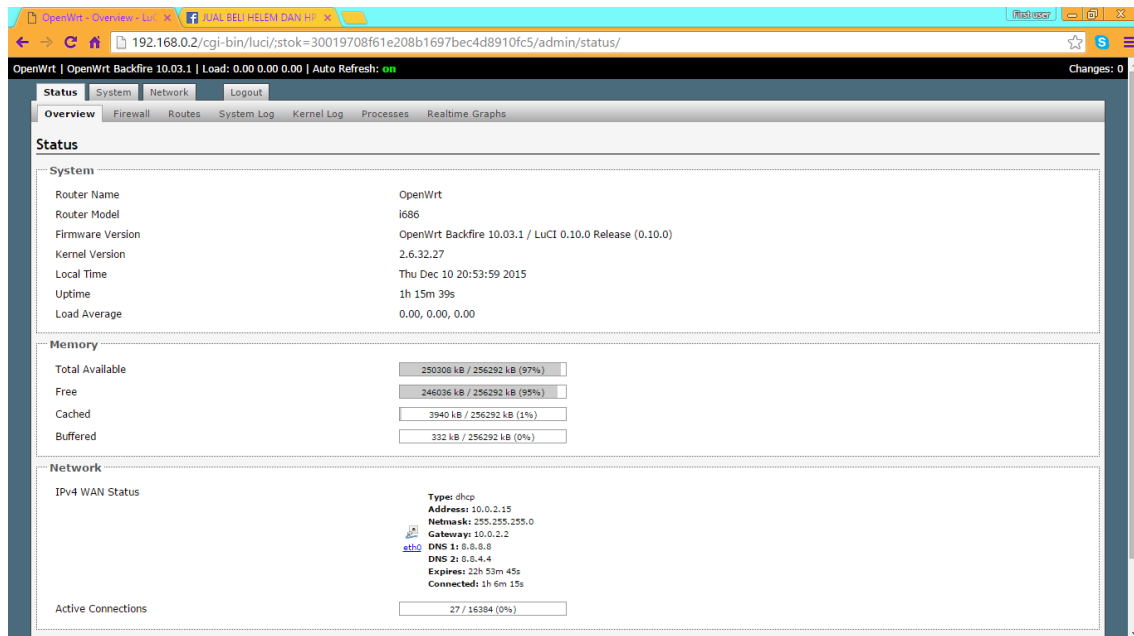 OpenWrt - Overview - LuC
JUAL BELI HELEM DAN HP
First user
192.168.0.2/cgi-bin/luci/;stok=30019708f61e208b1697bec4d8910fc5/admin/status/
OpenWrt | OpenWrt Backfire 10.03.1 | Load: 0.00 0.00 0.00 | Auto Refresh: on Changes: 0
Status System Network Logout
Overview Firewall Routes System Log Kernel Log Processes Realtime Graphs
Status
System
Router Name OpenWrt
Router Model i686
Firmware Version OpenWrt Backfire 10.03.1 / LuCI 0.10.0 Release (0.10.0)
Kernel Version 2.6.32.27
Local Time Thu Dec 10 20:53:59 2015
Uptime 1h 15m 39s
Load Average 0.00, 0.00, 0.00
Memory
Total Available 250308 kB / 256292 kB (97%)
Free 246036 kB / 256292 kB (95%)
Cached 3940 kB / 256292 kB (1%)
Buffered 332 kB / 256292 kB (0%)
Network
IPv4 WAN Status
Type: dhcp
Address: 10.0.2.15
Netmask: 255.255.255.0
Gateway: 10.0.2.2
eth0 DNS 1: 8.8.8.8
DNS 2: 8.8.4.4
Expires: 22h 53m 45s
Connected: 1h 6m 15s
Active Connections 27 / 16384 (0%)